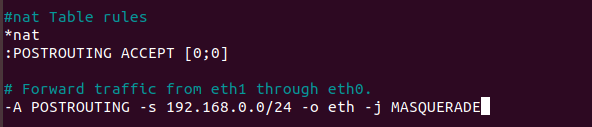 #nat Table rules
*nat
:POSTROUTING ACCEPT [0;0]
# Forward traffic from eth1 through eth0.
-A POSTROUTING -s 192.168.0.0/24 -o eth -j MASQUERADE